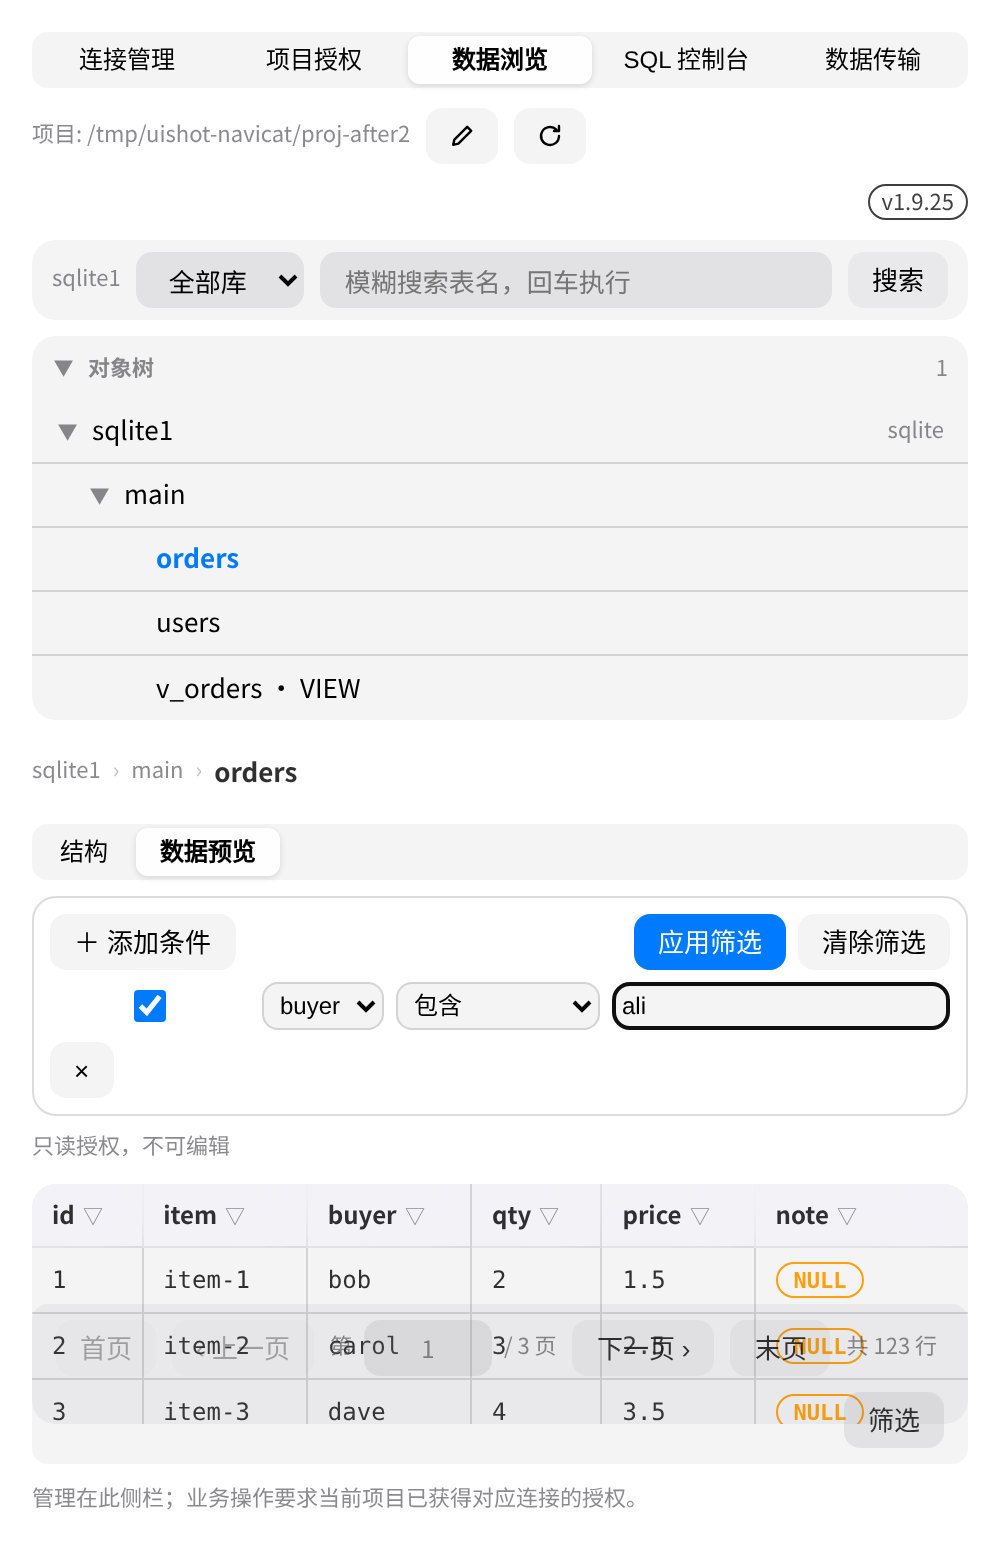 连接管理 项目授权 数据浏览 SQL 控制台 数据传输
项目: /tmp/uishot-navicat/proj-after2
v1.9.25
sqlite1 全部库 模糊搜索表名，回车执行 搜索
▼ 对象树 1
▼ sqlite1 sqlite
▼ main
orders
users
v_orders · VIEW
sqlite1 › main › orders
结构 数据预览
＋ 添加条件 应用筛选 清除筛选
buyer 包含 ali
×
只读授权，不可编辑
id ▽ item ▽ buyer ▽ qty ▽ price ▽ note ▽
1 item-1 bob 2 1.5 NULL
2 item-2 carol 3 2.5 NULL
首页 ‹ 上一页 第 1 / 3 页 下一页 › 末页 共 123 行
3 item-3 dave 4 3.5 NULL
筛选
管理在此侧栏；业务操作要求当前项目已获得对应连接的授权。